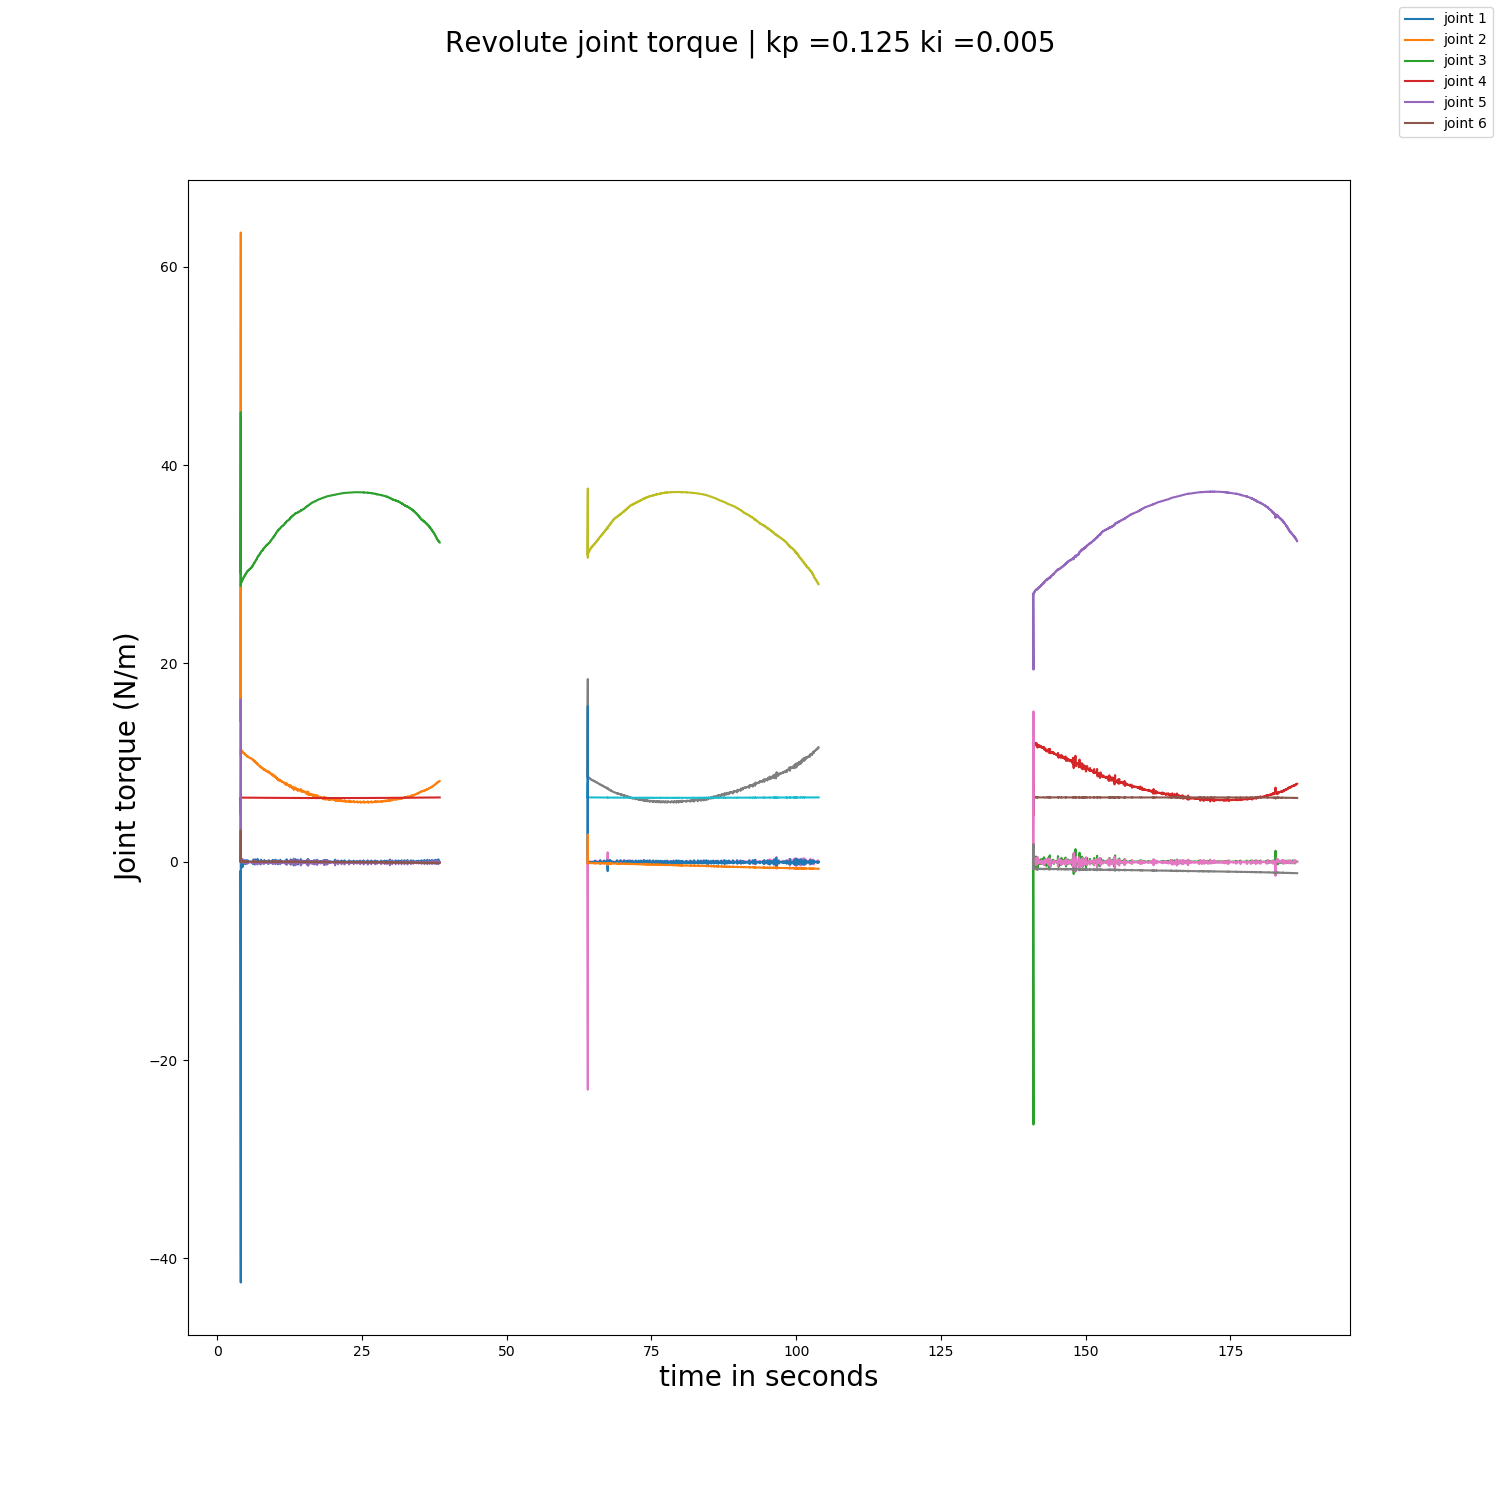 Revolute joint torque | kp =0.125 ki =0.005
joint 1
joint 2
joint 3
joint 4
joint 5
joint 6
Joint torque (N/m)
60
40
20
0
−20
−40
0
25
50
75
100
125
150
175
time in seconds